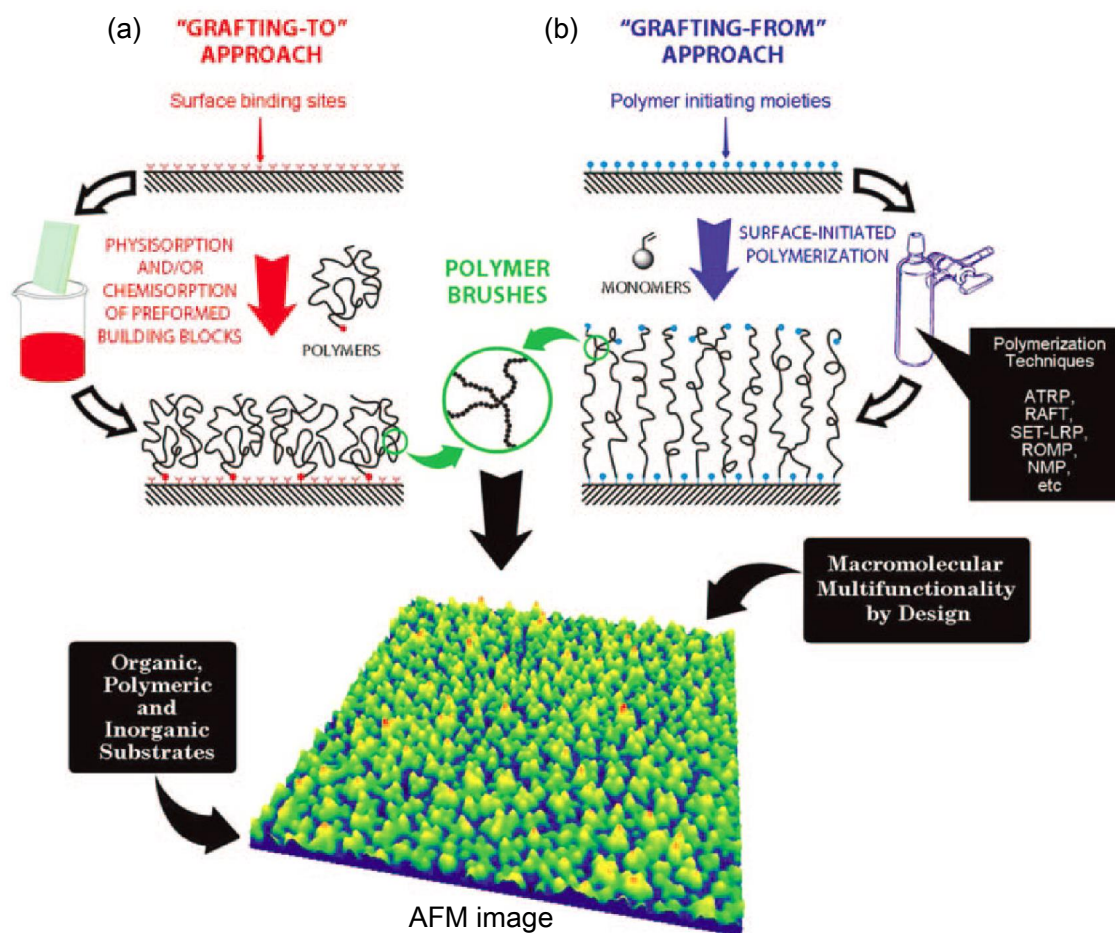 (a)
"GRAFTING-TO"
APPROACH
Surface binding sites
PHYSISORPTION
AND/OR
CHEMISORPTION
OF PREFORMED
BUILDING BLOCKS
POLYMERS
(b)
"GRAFTING-FROM"
APPROACH
Polymer initiating moieties
MONOMERS
SURFACE-INITIATED
POLYMERIZATION
POLYMER
BRUSHES
Polymerization
Techniques
ATRP,
RAFT,
SET-LRP,
ROMP,
NMP,
etc
Macromolecular
Multifunctionality
by Design
Organic,
Polymeric
and
Inorganic
Substrates
AFM image